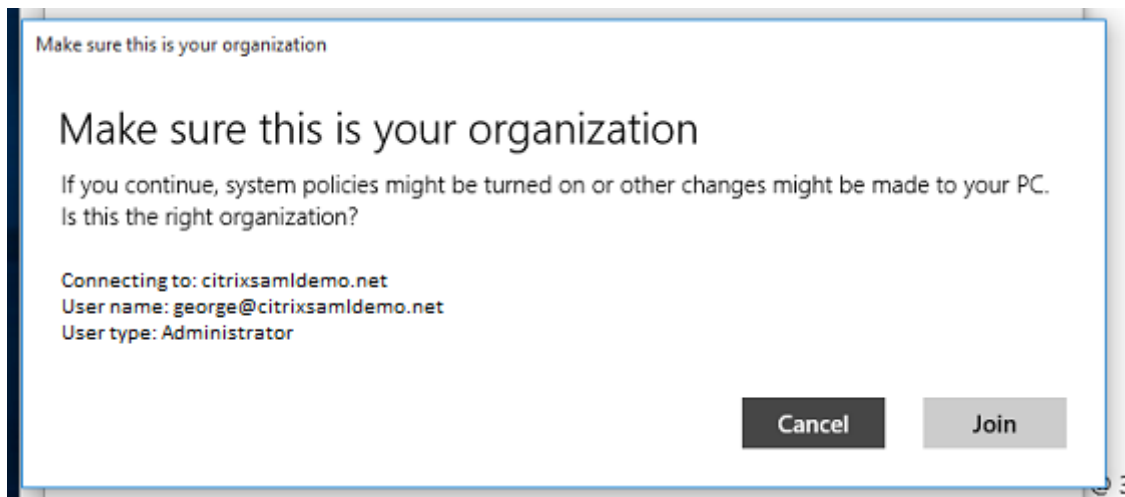 Make sure this is your organization
Make sure this is your organization
If you continue, system policies might be turned on or other changes might be made to your PC.
Is this the right organization?
Connecting to: citrixsamldemo.net
User name: george@citrixsamldemo.net
User type: Administrator
Cancel
Join
@ 3